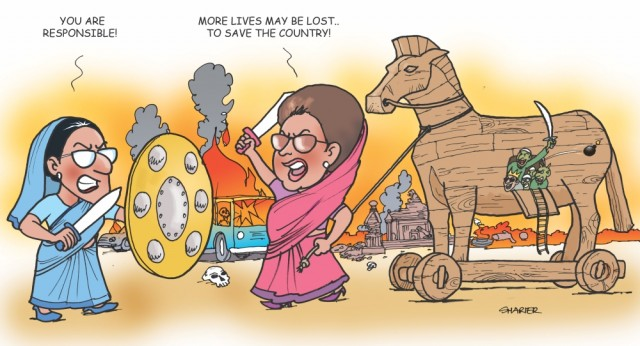 YOU ARE
RESPONSIBLE!
MORE LIVES MAY BE LOST..
TO SAVE THE COUNTRY!
SHARIER